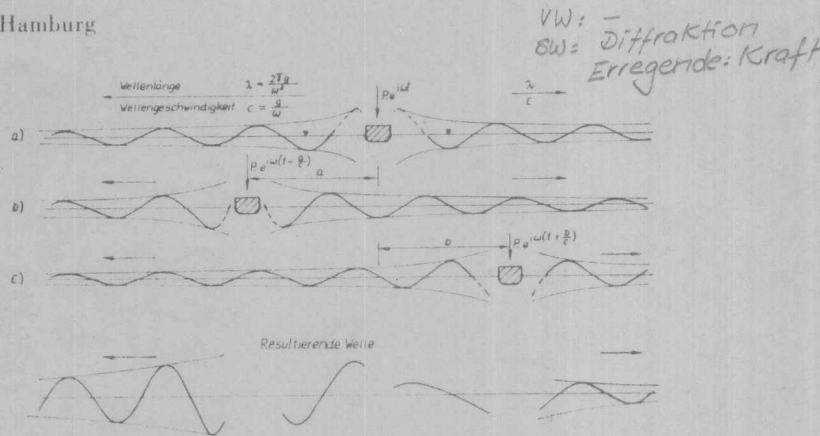 Hamburg
VW: –
SW: Diffraktion
Erregende: Kraft
Wellenlänge λ = 2πg/ω²
Wellengeschwindigkeit c = g/ω
P.e^iωt
λ
c
a)
P.e^iω(t-a/c)
a
b)
b
P.e^iω(t+b/c)
c)
Resultierende Welle